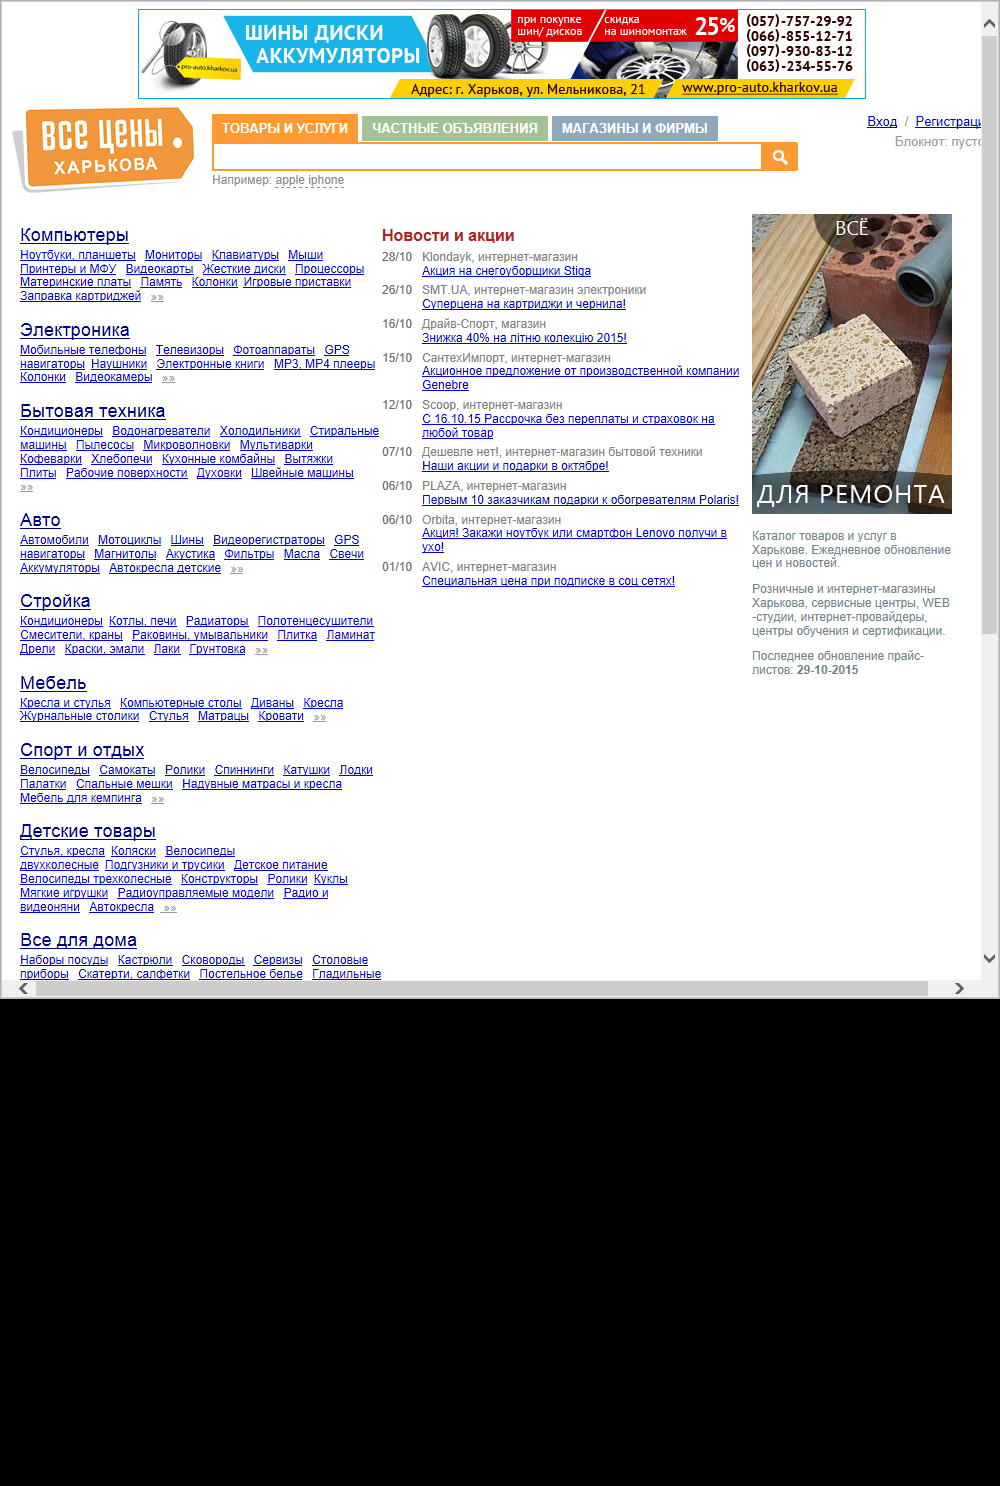 ШИНЫ ДИСКИ
АККУМУЛЯТОРЫ
pro-auto.kharkov.ua
при покупке
шин/ дисков
скидка
на шиномонтаж
25%
(057)-757-29-92
(066)-855-12-71
(097)-930-83-12
(063)-234-55-76
Адрес: г. Харьков, ул. Мельникова, 21
www.pro-auto.kharkov.ua
ВСЕ ЦЕНЫ
ХАРЬКОВА
ТОВАРЫ И УСЛУГИ ЧАСТНЫЕ ОБЪЯВЛЕНИЯ МАГАЗИНЫ И ФИРМЫ
Вход / Регистраци
Блокнот: пусто
Например: apple iphone
Компьютеры
Ноутбуки, планшеты Мониторы Клавиатуры Мыши
Принтеры и МФУ Видеокарты Жесткие диски Процессоры
Материнские платы Память Колонки Игровые приставки
Заправка картриджей »»
Электроника
Мобильные телефоны Телевизоры Фотоаппараты GPS
навигаторы Наушники Электронные книги MP3, MP4 плееры
Колонки Видеокамеры »»
Бытовая техника
Кондиционеры Водонагреватели Холодильники Стиральные
машины Пылесосы Микроволновки Мультиварки
Кофеварки Хлебопечи Кухонные комбайны Вытяжки
Плиты Рабочие поверхности Духовки Швейные машины
»»
Авто
Автомобили Мотоциклы Шины Видеорегистраторы GPS
навигаторы Магнитолы Акустика Фильтры Масла Свечи
Аккумуляторы Автокресла детские »»
Стройка
Кондиционеры Котлы, печи Радиаторы Полотенцесушители
Смесители, краны Раковины, умывальники Плитка Ламинат
Дрели Краски, эмали Лаки Грунтовка »»
Мебель
Кресла и стулья Компьютерные столы Диваны Кресла
Журнальные столики Стулья Матрацы Кровати »»
Спорт и отдых
Велосипеды Самокаты Ролики Спиннинги Катушки Лодки
Палатки Спальные мешки Надувные матрасы и кресла
Мебель для кемпинга »»
Детские товары
Стулья, кресла Коляски Велосипеды
двухколесные Подгузники и трусики Детское питание
Велосипеды трехколесные Конструкторы Ролики Куклы
Мягкие игрушки Радиоуправляемые модели Радио и
видеоняни Автокресла »»
Все для дома
Наборы посуды Кастрюли Сковороды Сервизы Столовые
приборы Скатерти, салфетки Постельное белье Гладильные
Новости и акции
28/10 Klondayk, интернет-магазин
Акция на снегоуборщики Stiga
26/10 SMT.UA, интернет-магазин электроники
Суперцена на картриджи и чернила!
16/10 Драйв-Спорт, магазин
Знижка 40% на літню колекцію 2015!
15/10 СантехИмпорт, интернет-магазин
Акционное предложение от производственной компании
Genebre
12/10 Scoop, интернет-магазин
С 16.10.15 Рассрочка без переплаты и страховок на
любой товар
07/10 Дешевле нет!, интернет-магазин бытовой техники
Наши акции и подарки в октябре!
06/10 PLAZA, интернет-магазин
Первым 10 заказчикам подарки к обогревателям Polaris!
06/10 Orbita, интернет-магазин
Акция! Закажи ноутбук или смартфон Lenovo получи в
ухо!
01/10 AVIC, интернет-магазин
Специальная цена при подписке в соц сетях!
ВСЁ
ДЛЯ РЕМОНТА
Каталог товаров и услуг в
Харькове. Ежедневное обновление
цен и новостей.
Розничные и интернет-магазины
Харькова, сервисные центры, WEB
-студии, интернет-провайдеры,
центры обучения и сертификации.
Последнее обновление прайс-
листов: 29-10-2015